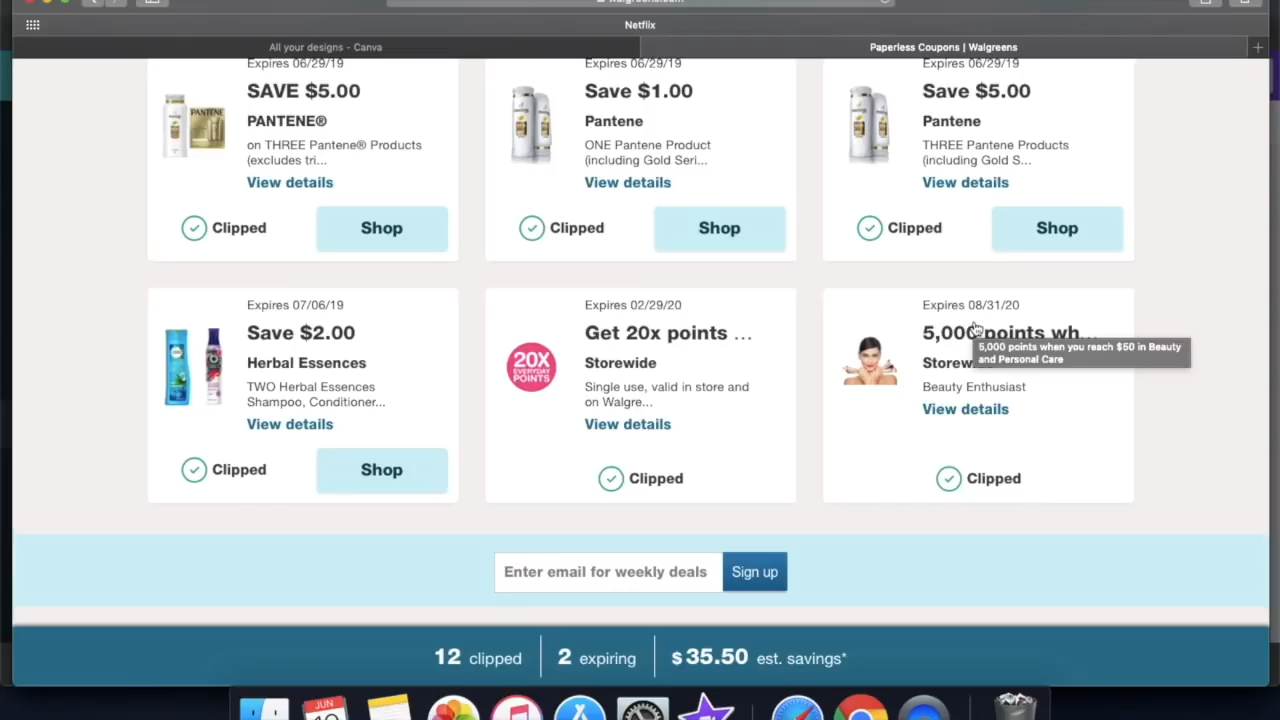 Netflix
All your designs - Canva
Paperless Coupons | Walgreens
Expires 06/29/19
SAVE $5.00
PANTENE®
on THREE Pantene® Products
(excludes tri...
View details
Clipped
Shop
Expires 06/29/19
Save $1.00
Pantene
ONE Pantene Product
(including Gold Seri...
View details
Clipped
Shop
Expires 06/29/19
Save $5.00
Pantene
THREE Pantene Products
(including Gold S...
View details
Clipped
Shop
PANTENE
Expires 07/06/19
Save $2.00
Herbal Essences
TWO Herbal Essences
Shampoo, Conditioner...
View details
Clipped
Shop
20X
EVERYDAY
POINTS
Expires 02/29/20
Get 20x points ...
Storewide
Single use, valid in store and
on Walgre...
View details
Clipped
Expires 08/31/20
5,000 points wh...
5,000 points when you reach $50 in Beauty
and Personal Care
Beauty Enthusiast
View details
Clipped
Enter email for weekly deals
Sign up
12 clipped
2 expiring
$35.50 est. savings*
JUN